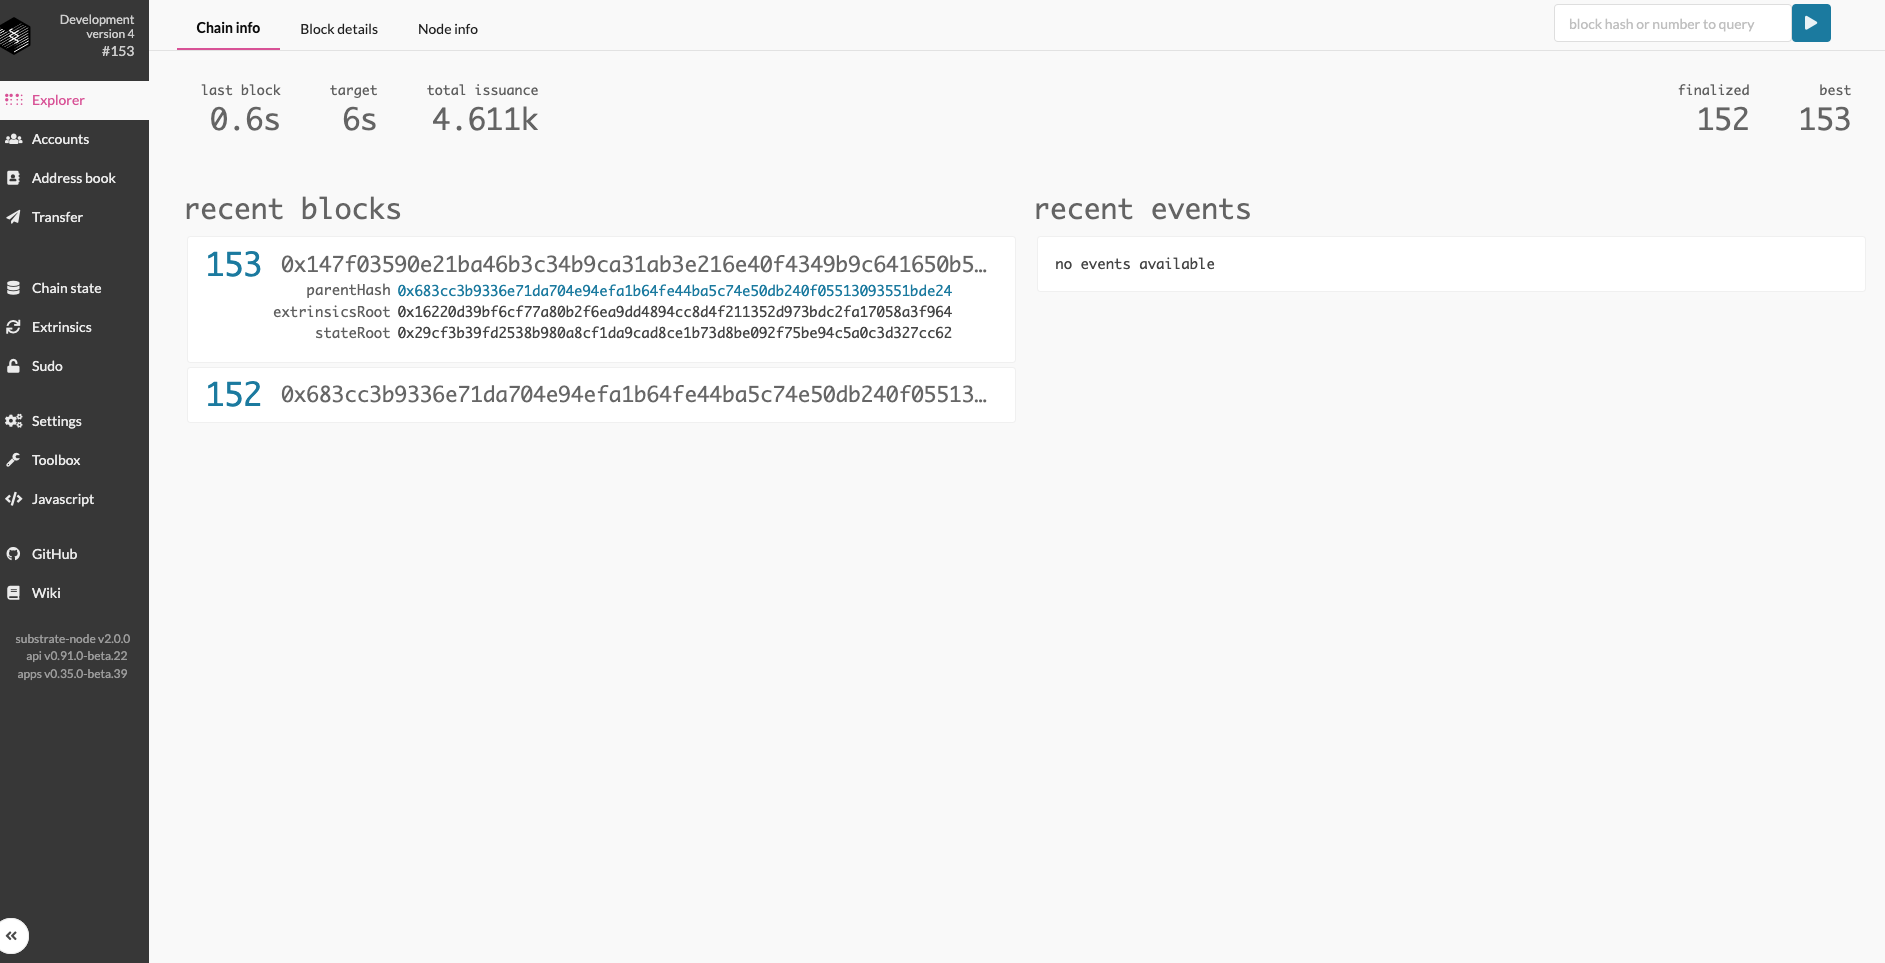 Development
version 4
#153
Explorer
Accounts
Address book
Transfer
Chain state
Extrinsics
Sudo
Settings
Toolbox
Javascript
GitHub
Wiki
substrate-node v2.0.0
api v0.91.0-beta.22
apps v0.35.0-beta.39
Chain info Block details Node info
block hash or number to query
last block target total issuance finalized best
0.6s 6s 4.611k 152 153
recent blocks
153 0x147f03590e21ba46b3c34b9ca31ab3e216e40f4349b9c641650b5…
parentHash 0x683cc3b9336e71da704e94efa1b64fe44ba5c74e50db240f05513093551bde24
extrinsicsRoot 0x16220d39bf6cf77a80b2f6ea9dd4894cc8d4f211352d973bdc2fa17058a3f964
stateRoot 0x29cf3b39fd2538b980a8cf1da9cad8ce1b73d8be092f75be94c5a0c3d327cc62
152 0x683cc3b9336e71da704e94efa1b64fe44ba5c74e50db240f05513…
recent events
no events available